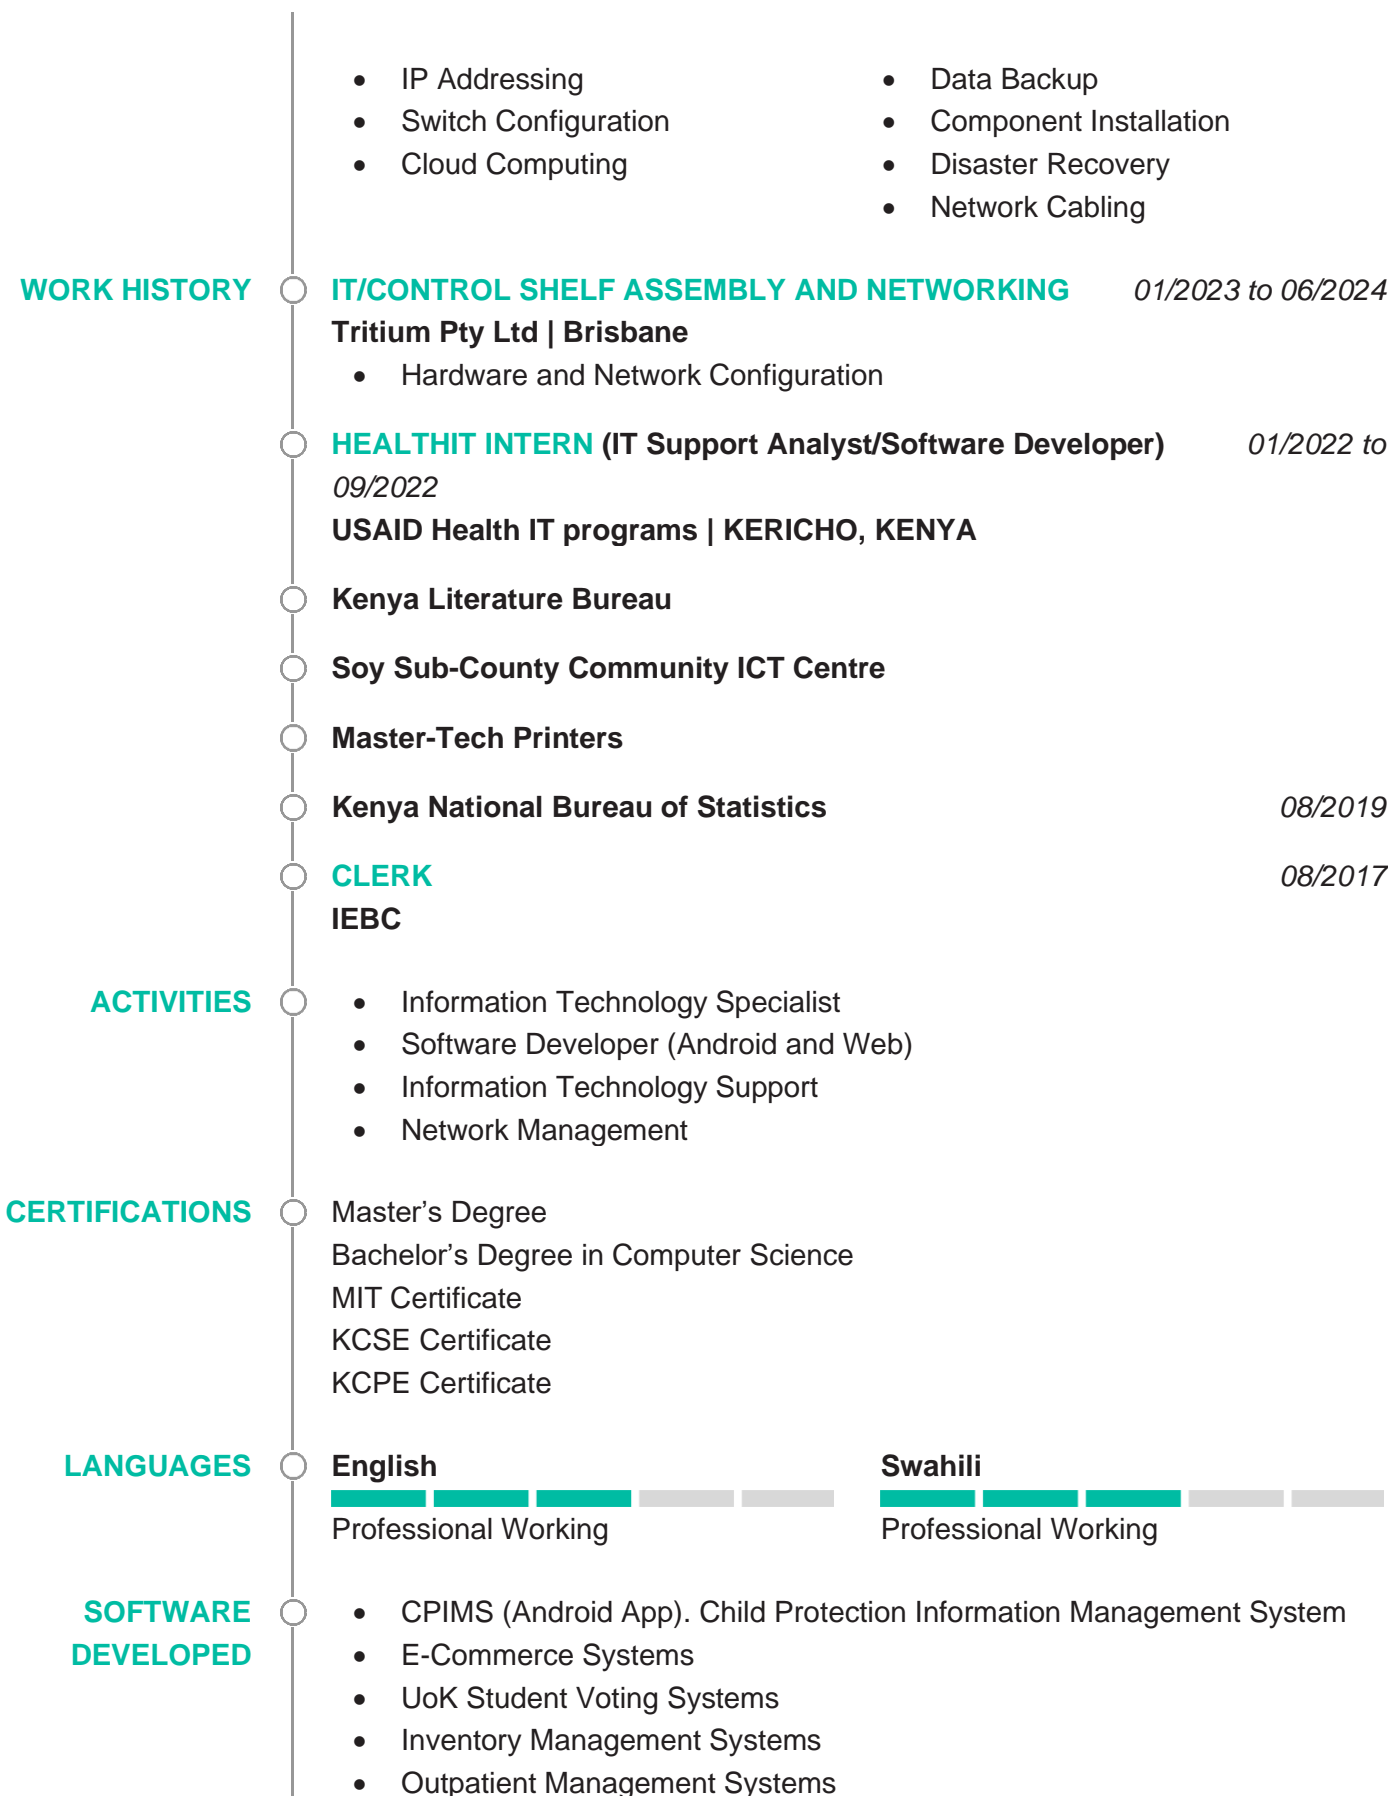 • IP Addressing
• Switch Configuration
• Cloud Computing
• Data Backup
• Component Installation
• Disaster Recovery
• Network Cabling
WORK HISTORY
IT/CONTROL SHELF ASSEMBLY AND NETWORKING 01/2023 to 06/2024
Tritium Pty Ltd | Brisbane
• Hardware and Network Configuration
HEALTHIT INTERN (IT Support Analyst/Software Developer) 01/2022 to
09/2022
USAID Health IT programs | KERICHO, KENYA
Kenya Literature Bureau
Soy Sub-County Community ICT Centre
Master-Tech Printers
Kenya National Bureau of Statistics 08/2019
CLERK 08/2017
IEBC
ACTIVITIES
• Information Technology Specialist
• Software Developer (Android and Web)
• Information Technology Support
• Network Management
CERTIFICATIONS
Master’s Degree
Bachelor’s Degree in Computer Science
MIT Certificate
KCSE Certificate
KCPE Certificate
LANGUAGES
English
Professional Working
Swahili
Professional Working
SOFTWARE
DEVELOPED
• CPIMS (Android App). Child Protection Information Management System
• E-Commerce Systems
• UoK Student Voting Systems
• Inventory Management Systems
• Outpatient Management Systems